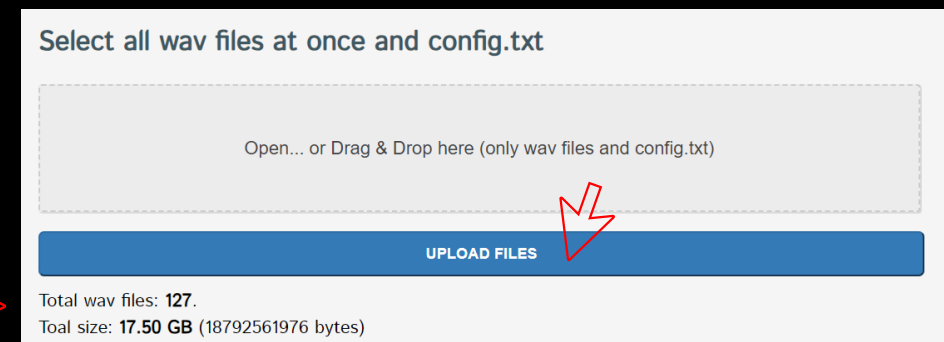 Select all wav files at once and config.txt
Open... or Drag & Drop here (only wav files and config.txt)
UPLOAD FILES
Total wav files: 127.
Toal size: 17.50 GB (18792561976 bytes)